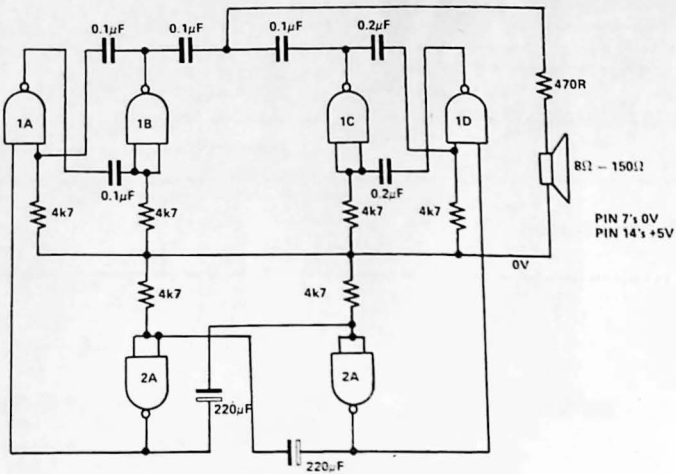 0.1µF 0.1µF 0.1µF 0.2µF
470R
1A 1B 1C 1D
8Ω – 150Ω
0.1µF 0.2µF
4k7 4k7 4k7 4k7
PIN 7's 0V
PIN 14's +5V
0V
4k7 4k7
2A 2A
220µF
220µF